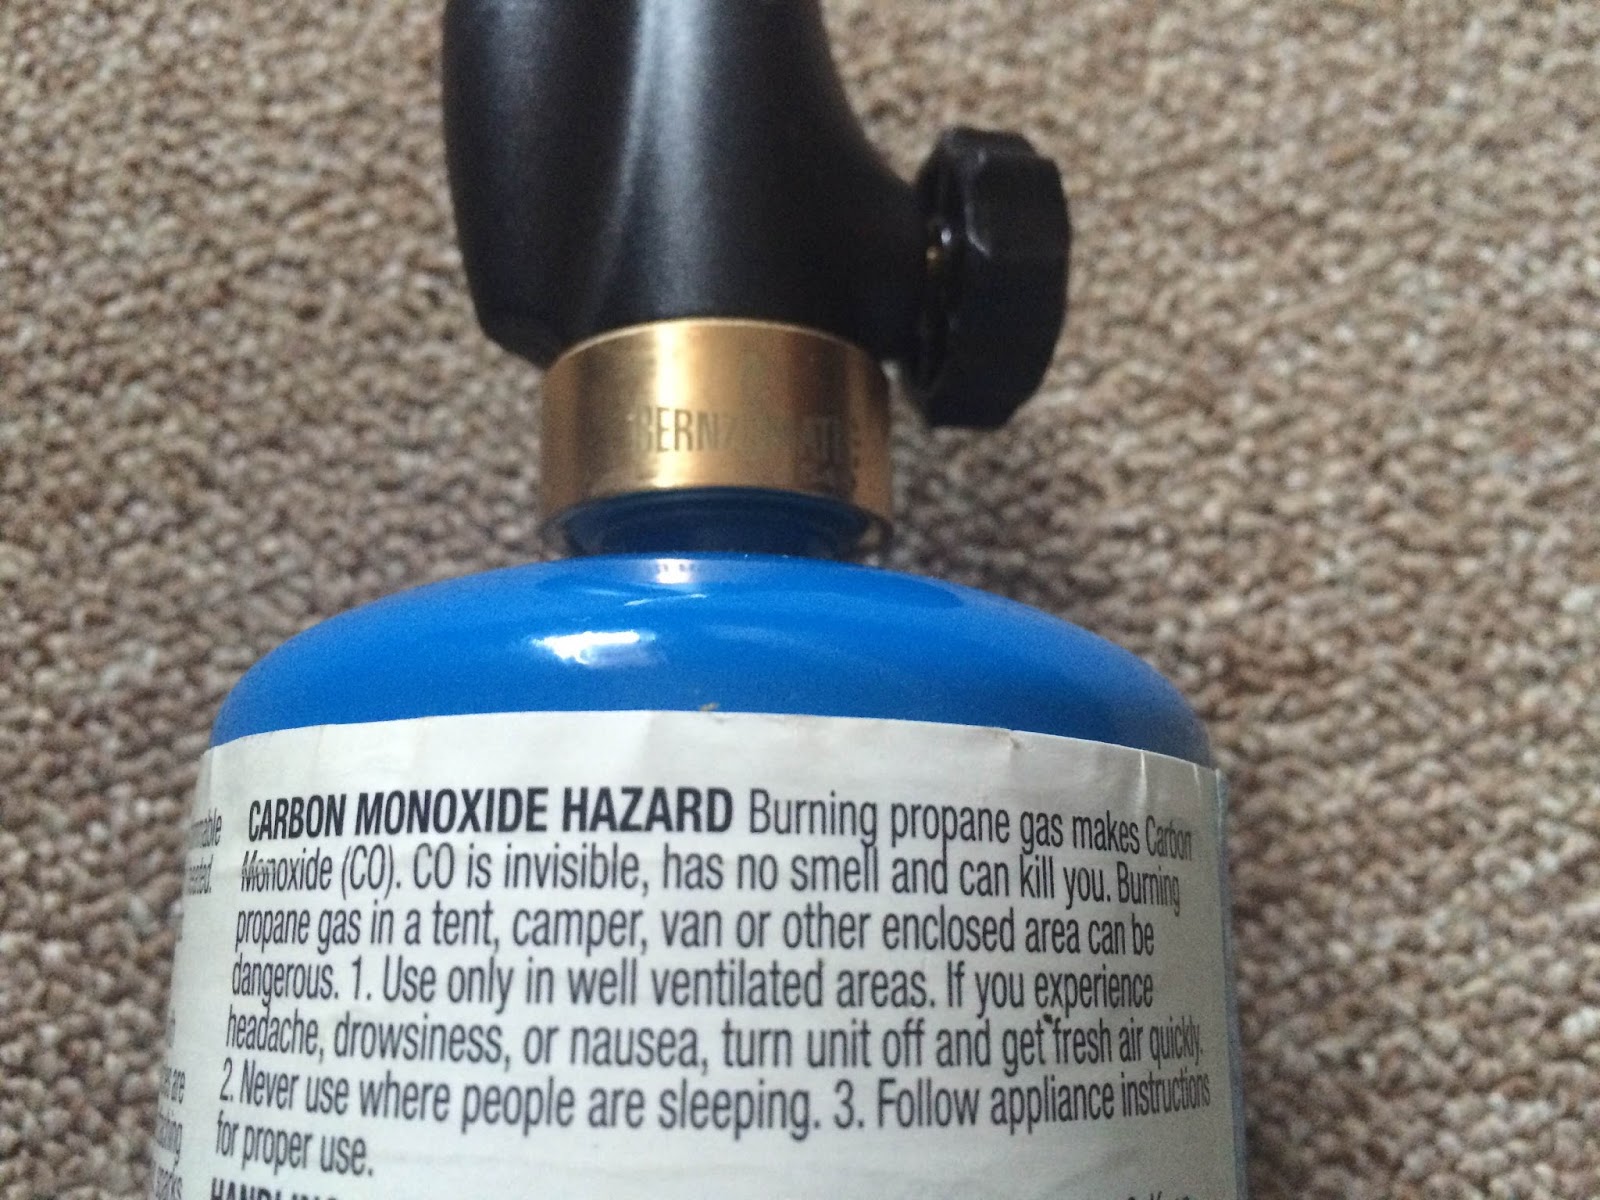 BERNZOMATIC
CARBON MONOXIDE HAZARD Burning propane gas makes Carbon
Monoxide (CO). CO is invisible, has no smell and can kill you. Burning
propane gas in a tent, camper, van or other enclosed area can be
dangerous. 1. Use only in well ventilated areas. If you experience
headache, drowsiness, or nausea, turn unit off and get fresh air quickly.
2. Never use where people are sleeping. 3. Follow appliance instructions
for proper use.